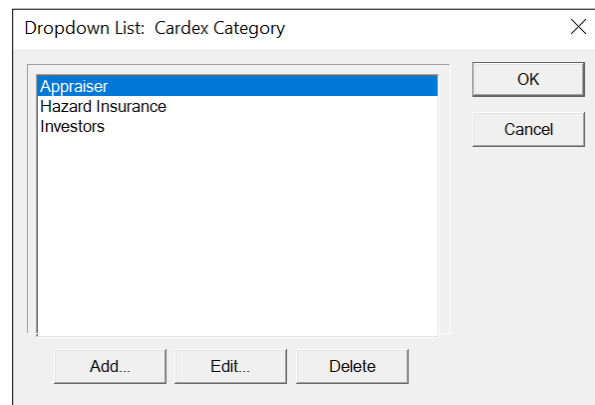 Dropdown List: Cardex Category
Appraiser
Hazard Insurance
Investors
OK
Cancel
Add...
Edit...
Delete